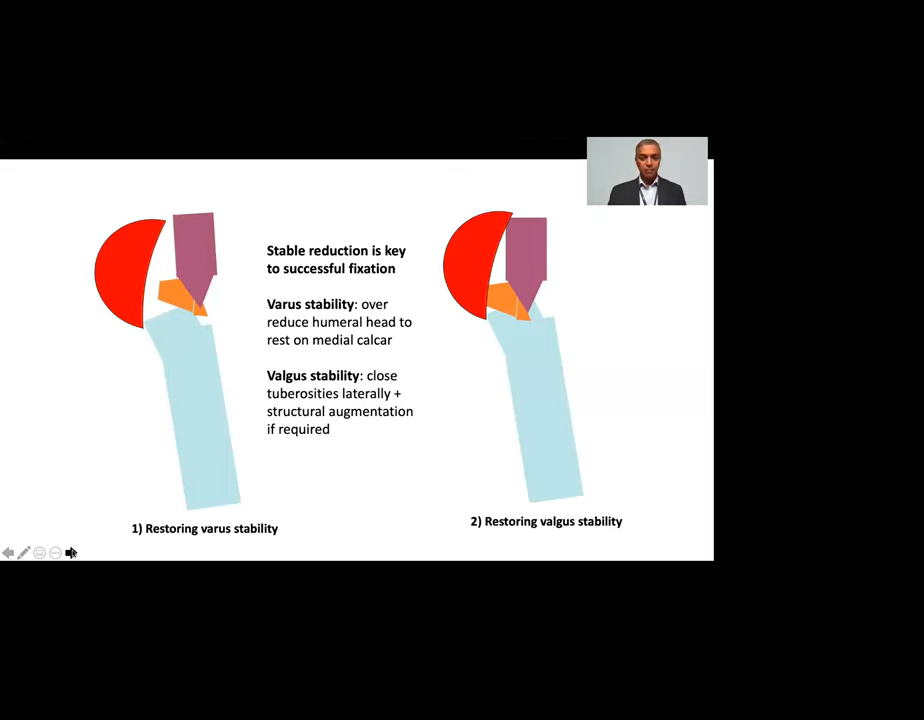 Stable reduction is key
to successful fixation
Varus stability: over
reduce humeral head to
rest on medial calcar
Valgus stability: close
tuberosities laterally +
structural augmentation
if required
1) Restoring varus stability
2) Restoring valgus stability